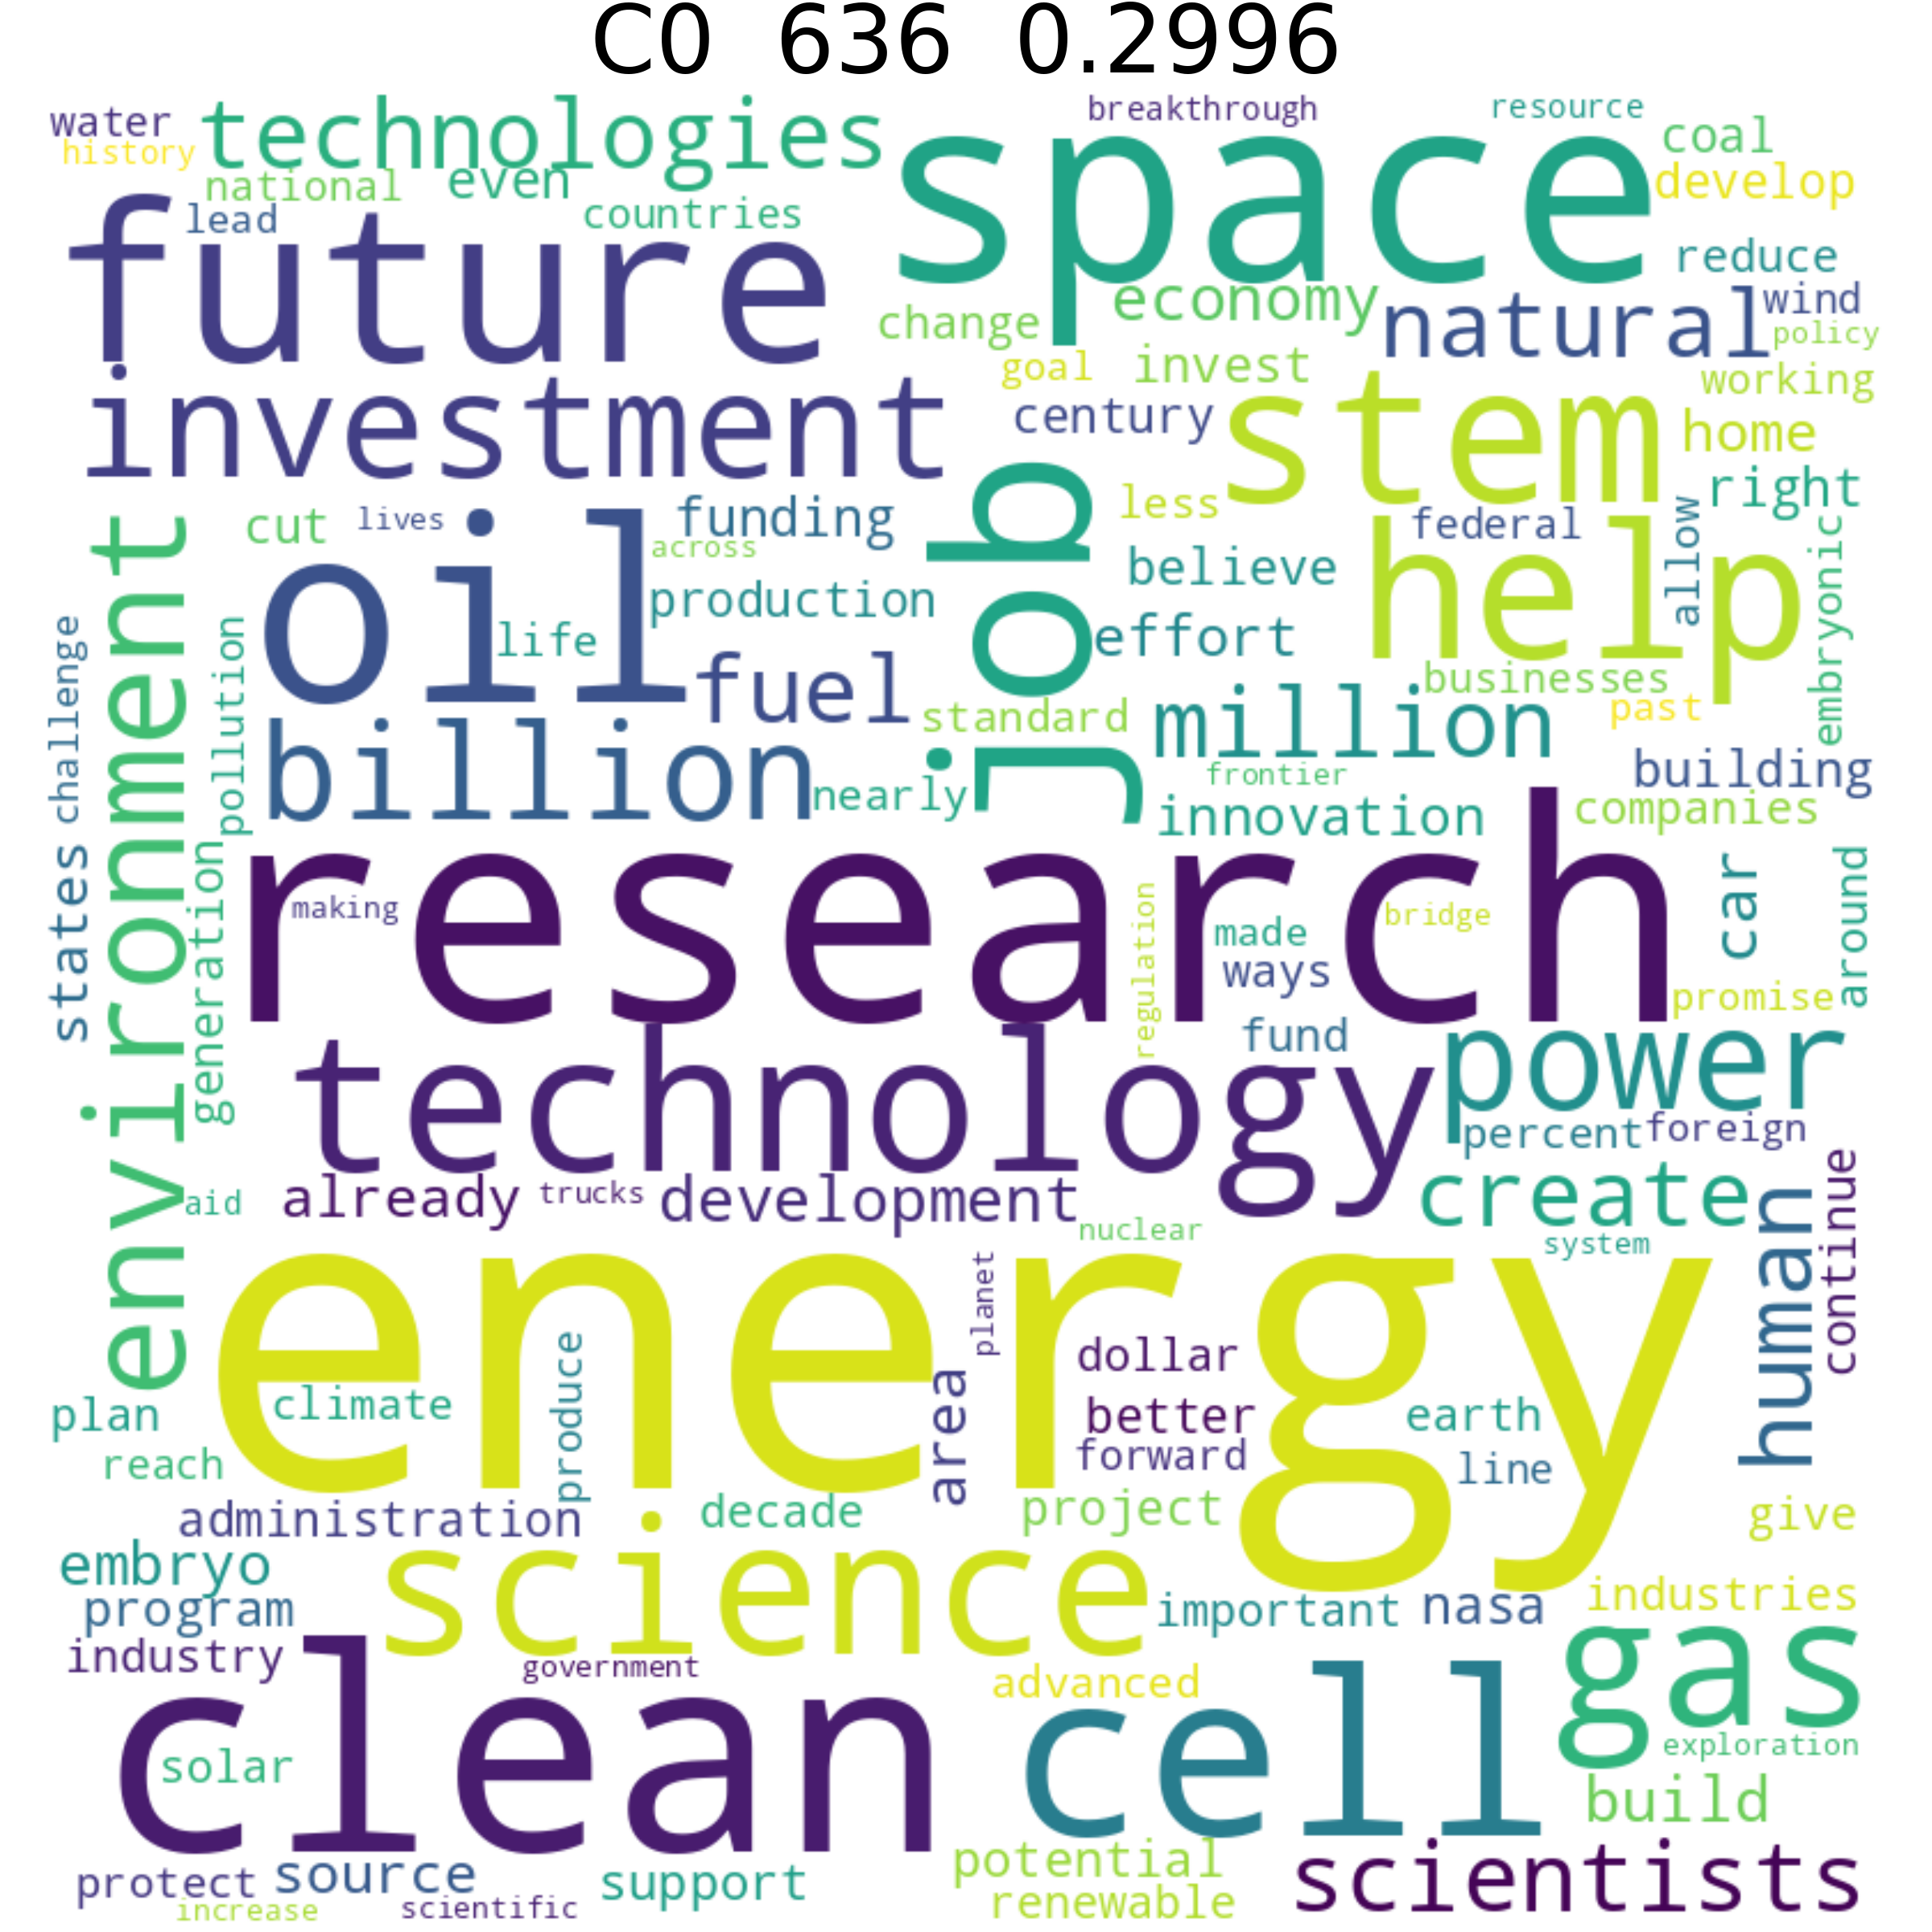 C0 636 0.2996
water
technologies
breakthrough
resource
coal
history
space
develop
national
even
lead
countries
future
reduce
economy
natural
wind
change
policy
goal
invest
working
investment
century
stem
home
right
cut
lives
funding
less
federal
allow
across
oil
job
believe
help
embryonic
environment
production
life
effort
fuel
businesses
challenge
pollution
standard
million
past
billion
nearly
frontier
building
innovation
companies
states
generation
research
making
regulation
made
bridge
car
around
ways
promise
technology
fund
power
percent
foreign
aid
already
trucks
development
create
human
continue
nuclear
system
energy
planet
produce
dollar
climate
area
better
earth
plan
forward
line
reach
administration
decade
project
give
embryo
science
important
nasa
industries
program
industry
government
gas
clean
advanced
cell
solar
exploration
build
protect
source
support
potential
scientists
increase
scientific
renewable